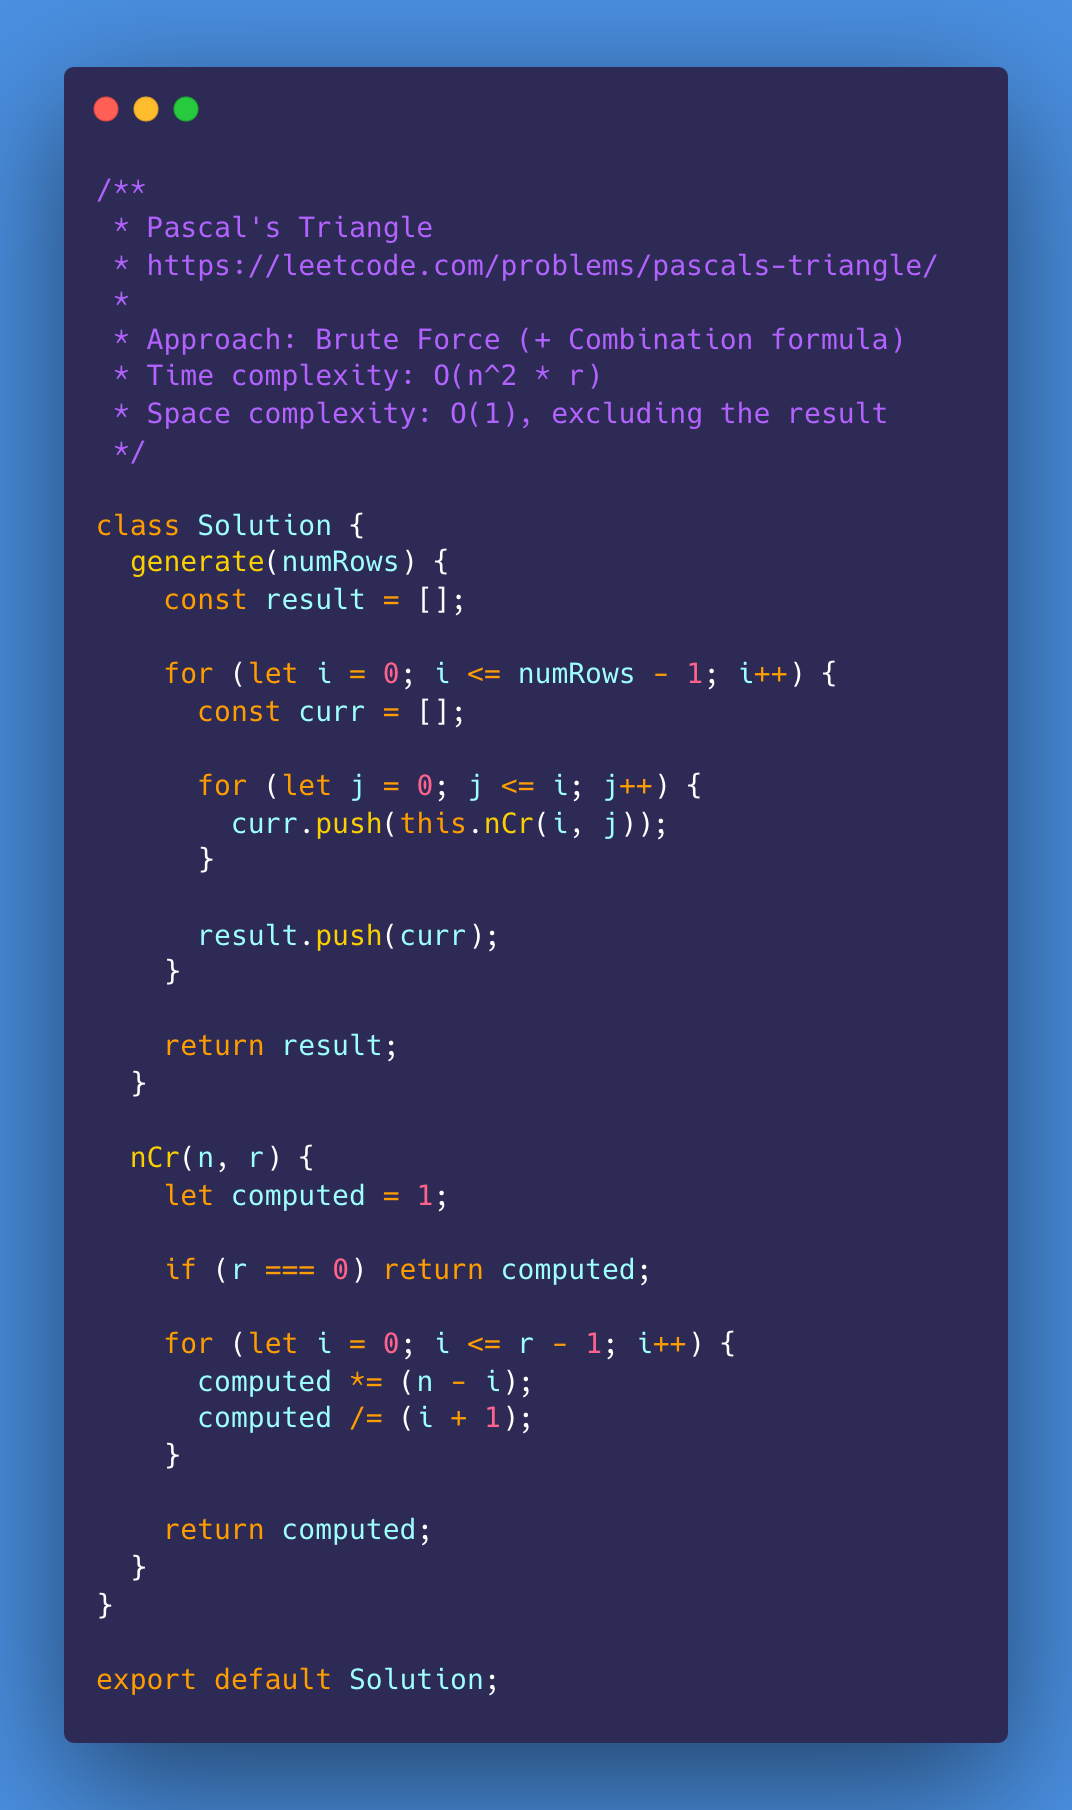 /**
 * Pascal's Triangle
 * https://leetcode.com/problems/pascals-triangle/
 *
 * Approach: Brute Force (+ Combination formula)
 * Time complexity: O(n^2 * r)
 * Space complexity: O(1), excluding the result
 */

class Solution {
  generate(numRows) {
    const result = [];

    for (let i = 0; i <= numRows - 1; i++) {
      const curr = [];

      for (let j = 0; j <= i; j++) {
        curr.push(this.nCr(i, j));
      }

      result.push(curr);
    }

    return result;
  }

  nCr(n, r) {
    let computed = 1;

    if (r === 0) return computed;

    for (let i = 0; i <= r - 1; i++) {
      computed *= (n - i);
      computed /= (i + 1);
    }

    return computed;
  }
}

export default Solution;